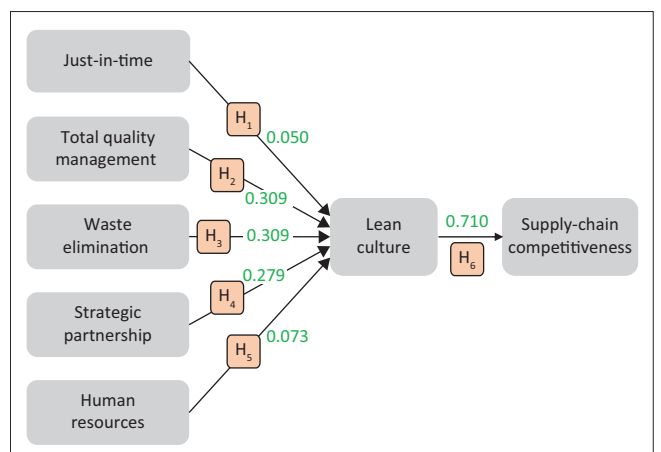 Just-in-time
H₁
0.050
Total quality
management
H₂
0.309
Waste
elimination
H₃
0.309
Lean
culture
0.710
H₆
Supply-chain
competitiveness
Strategic
partnership
H₄
0.279
Human
resources
H₅
0.073